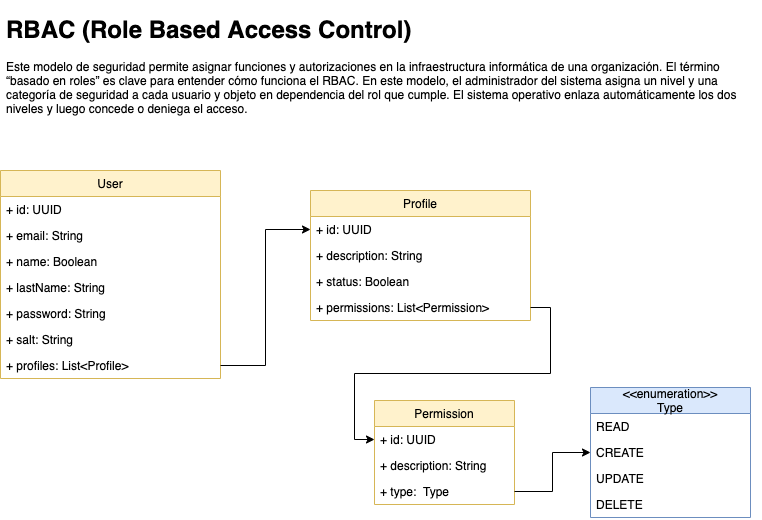 RBAC (Role Based Access Control)
Este modelo de seguridad permite asignar funciones y autorizaciones en la infraestructura informática de una organización. El término
“basado en roles” es clave para entender cómo funciona el RBAC. En este modelo, el administrador del sistema asigna un nivel y una
categoría de seguridad a cada usuario y objeto en dependencia del rol que cumple. El sistema operativo enlaza automáticamente los dos
niveles y luego concede o deniega el acceso.
User
+ id: UUID
+ email: String
+ name: Boolean
+ lastName: String
+ password: String
+ salt: String
+ profiles: List<Profile>
Profile
+ id: UUID
+ description: String
+ status: Boolean
+ permissions: List<Permission>
Permission
+ id: UUID
+ description: String
+ type:  Type
<<enumeration>>
Type
READ
CREATE
UPDATE
DELETE